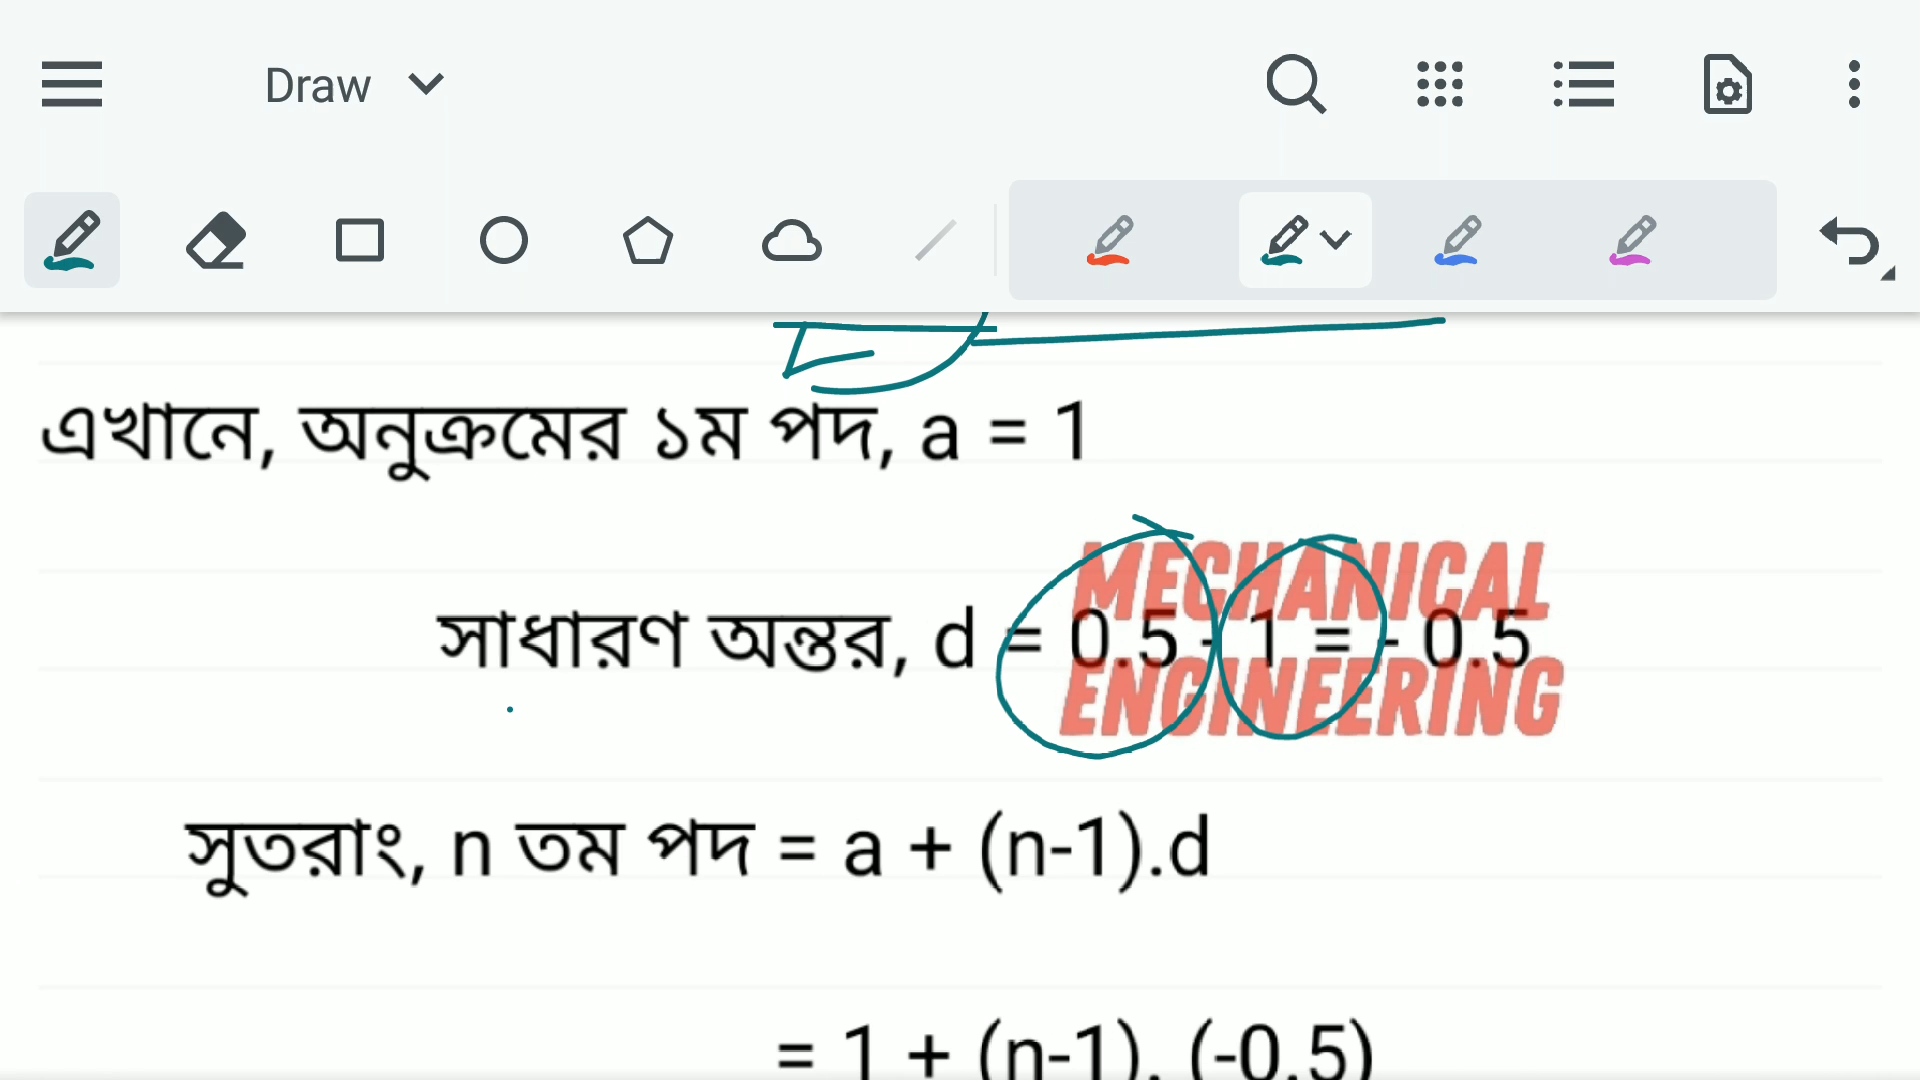 Draw
এখানে, অনুক্রমের ১ম পদ, a = 1
সাধারণ অন্তর, d = 0.5 - 1 = - 0.5
MECHANICAL
ENGINEERING
সুতরাং, n তম পদ = a + (n-1).d
= 1 + (n-1). (-0.5)